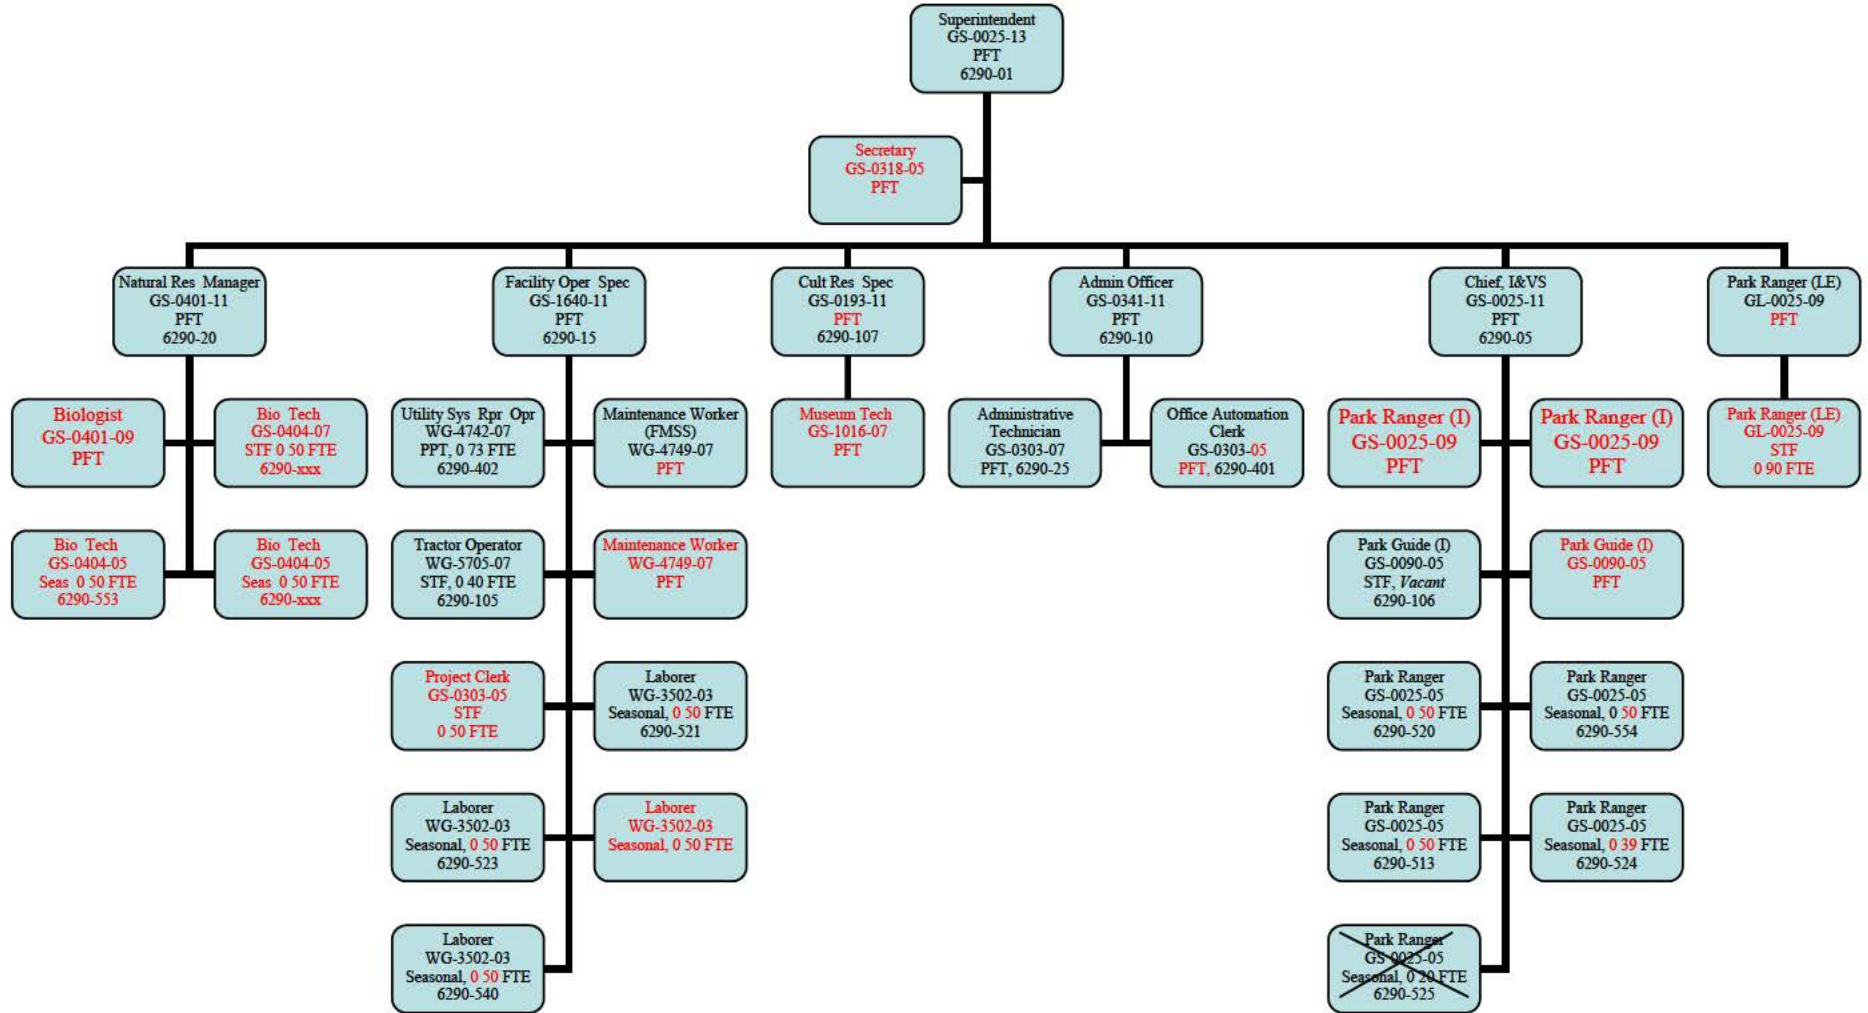 Superintendent
GS-0025-13
PFT
6290-01
Secretary
GS-0318-05
PFT
Natural Res Manager
GS-0401-11
PFT
6290-20
Facility Oper Spec
GS-1640-11
PFT
6290-15
Cult Res Spec
GS-0193-11
PFT
6290-107
Admin Officer
GS-0341-11
PFT
6290-10
Chief, I&VS
GS-0025-11
PFT
6290-05
Park Ranger (LE)
GL-0025-09
PFT
Biologist
GS-0401-09
PFT
Bio Tech
GS-0404-07
STF 0 50 FTE
6290-xxx
Utility Sys Rpr Opr
WG-4742-07
PPT, 0 73 FTE
6290-402
Maintenance Worker
(FMSS)
WG-4749-07
PFT
Museum Tech
GS-1016-07
PFT
Administrative
Technician
GS-0303-07
PFT, 6290-25
Office Automation
Clerk
GS-0303-05
PFT, 6290-401
Park Ranger (I)
GS-0025-09
PFT
Park Ranger (I)
GS-0025-09
PFT
Park Ranger (LE)
GL-0025-09
STF
0 90 FTE
Bio Tech
GS-0404-05
Seas 0 50 FTE
6290-553
Bio Tech
GS-0404-05
Seas 0 50 FTE
6290-xxx
Tractor Operator
WG-5705-07
STF, 0 40 FTE
6290-105
Maintenance Worker
WG-4749-07
PFT
Park Guide (I)
GS-0090-05
STF, Vacant
6290-106
Park Guide (I)
GS-0090-05
PFT
Project Clerk
GS-0303-05
STF
0 50 FTE
Laborer
WG-3502-03
Seasonal, 0 50 FTE
6290-521
Park Ranger
GS-0025-05
Seasonal, 0 50 FTE
6290-520
Park Ranger
GS-0025-05
Seasonal, 0 50 FTE
6290-554
Laborer
WG-3502-03
Seasonal, 0 50 FTE
6290-523
Laborer
WG-3502-03
Seasonal, 0 50 FTE
Park Ranger
GS-0025-05
Seasonal, 0 50 FTE
6290-513
Park Ranger
GS-0025-05
Seasonal, 0 39 FTE
6290-524
Laborer
WG-3502-03
Seasonal, 0 50 FTE
6290-540
Park Ranger
GS-0025-05
Seasonal, 0 20 FTE
6290-525